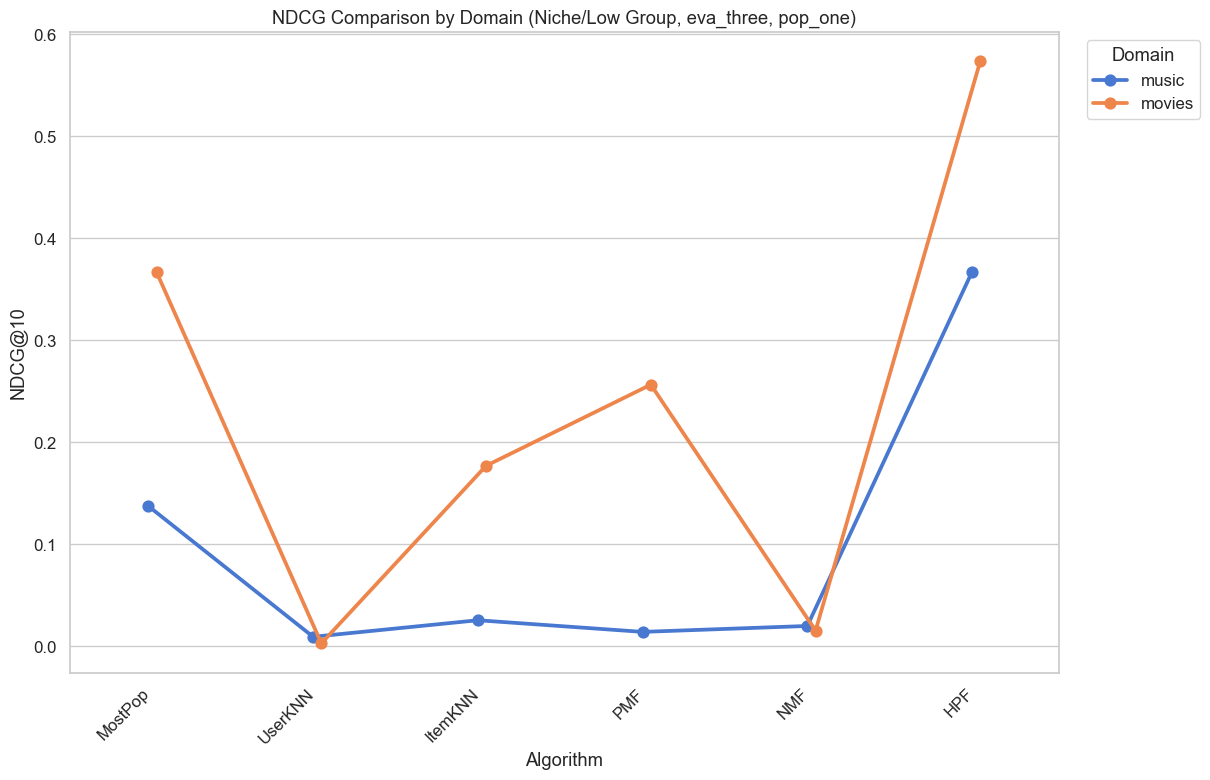 NDCG Comparison by Domain (Niche/Low Group, eva_three, pop_one)
Domain
music
movies
NDCG@10
0.6
0.5
0.4
0.3
0.2
0.1
0.0
MostPop
UserKNN
ItemKNN
PMF
NMF
HPF
Algorithm